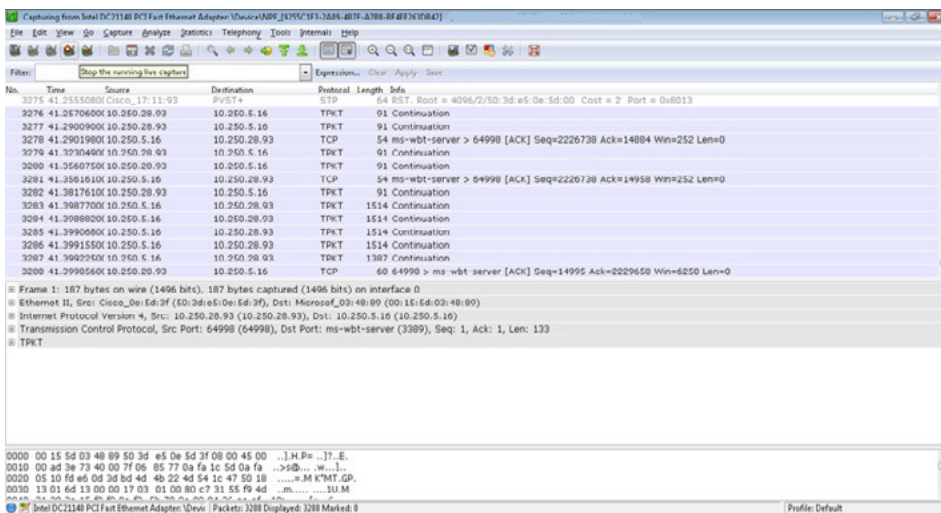 Capturing from Intel DC21140 PCI Fast Ethernet Adapter: \Device\NPF_{9255C1F3-2A89-4B7F-A7B8-BF4FF263DB42}
File Edit View Go Capture Analyze Statistics Telephony Tools Internals Help
Filter: Stop the running live capture Expression... Clear Apply Save
No. Time Source Destination Protocol Length Info
3275 41.2555080( Cisco_17:11:93 PVST+ STP 64 RST. Root = 4096/2/50:3d:e5:0e:5d:00 Cost = 2 Port = 0x8013
3276 41.2570600( 10.250.28.93 10.250.5.16 TPKT 91 Continuation
3277 41.2900900( 10.250.28.93 10.250.5.16 TPKT 91 Continuation
3278 41.2901980( 10.250.5.16 10.250.28.93 TCP 54 ms-wbt-server > 64998 [ACK] Seq=2226738 Ack=14884 Win=252 Len=0
3279 41.3230490( 10.250.28.93 10.250.5.16 TPKT 91 Continuation
3280 41.3560750( 10.250.28.93 10.250.5.16 TPKT 91 Continuation
3281 41.3561610( 10.250.5.16 10.250.28.93 TCP 54 ms-wbt-server > 64998 [ACK] Seq=2226738 Ack=14958 Win=252 Len=0
3282 41.3817610( 10.250.28.93 10.250.5.16 TPKT 91 Continuation
3283 41.3987700( 10.250.5.16 10.250.28.93 TPKT 1514 Continuation
3284 41.3988820( 10.250.5.16 10.250.28.93 TPKT 1514 Continuation
3285 41.3990680( 10.250.5.16 10.250.28.93 TPKT 1514 Continuation
3286 41.3991550( 10.250.5.16 10.250.28.93 TPKT 1514 Continuation
3287 41.3992250( 10.250.5.16 10.250.28.93 TPKT 1387 Continuation
3288 41.3998560( 10.250.28.93 10.250.5.16 TCP 60 64998 > ms-wbt-server [ACK] Seq=14995 Ack=2229650 Win=6250 Len=0
Frame 1: 187 bytes on wire (1496 bits), 187 bytes captured (1496 bits) on interface 0
Ethernet II, Src: Cisco_0e:5d:3f (50:3d:e5:0e:5d:3f), Dst: Microsof_03:48:89 (00:15:5d:03:48:89)
Internet Protocol Version 4, Src: 10.250.28.93 (10.250.28.93), Dst: 10.250.5.16 (10.250.5.16)
Transmission Control Protocol, Src Port: 64998 (64998), Dst Port: ms-wbt-server (3389), Seq: 1, Ack: 1, Len: 133
TPKT
0000 00 15 5d 03 48 89 50 3d e5 0e 5d 3f 08 00 45 00 ..].H.P= ..]?..E.
0010 00 ad 3e 73 40 00 7f 06 85 77 0a fa 1c 5d 0a fa ..>s@... .w...]..
0020 05 10 fd e6 0d 3d bd 4d 4b 22 4d 54 1c 47 50 18 .....=.M K"MT.GP.
0030 13 01 6d 13 00 00 17 03 01 00 80 c7 31 55 f9 4d ..m..... ....1U.M
Intel DC21140 PCI Fast Ethernet Adapter: \Devic Packets: 3288 Displayed: 3288 Marked: 0 Profile: Default